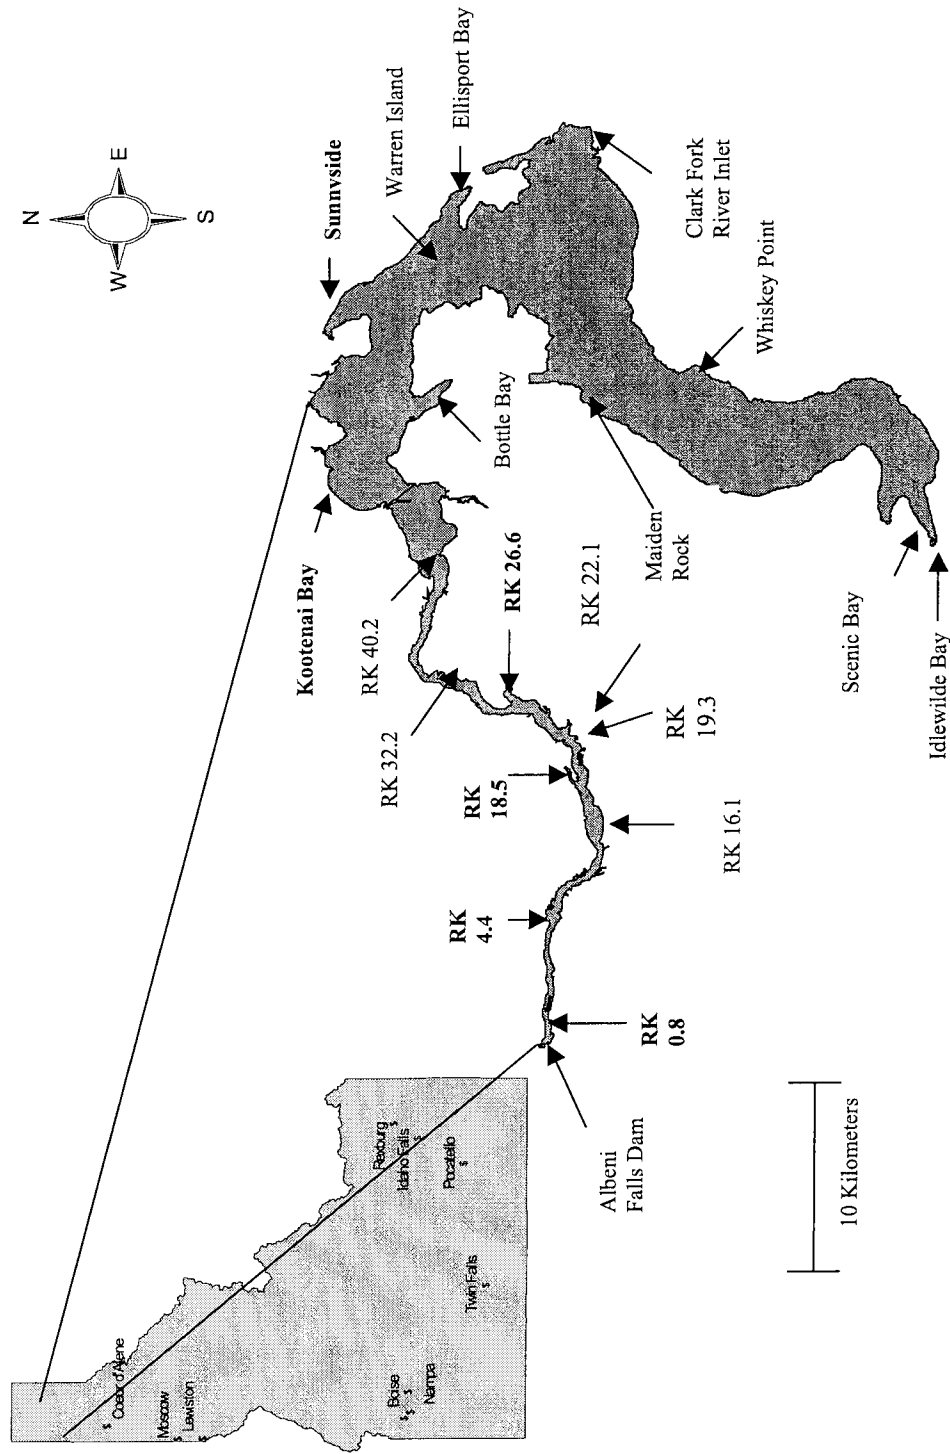 N
W
E
S
Sunnvside
Warren Island
Ellisport Bay
Clark Fork
River Inlet
Whiskey Point
Bottle Bay
Kootenai Bay
RK 40.2
RK 26.6
RK 22.1
Maiden
Rock
Scenic Bay
Idlewilde Bay
RK 32.2
RK
18.5
RK
19.3
RK 16.1
RK
4.4
RK
0.8
Albeni
Falls Dam
10 Kilometers
Coeur d'Alene
Moscow
Lewiston
Boise
Nampa
Twin Falls
Rexburg
Idaho Falls
Pocatello